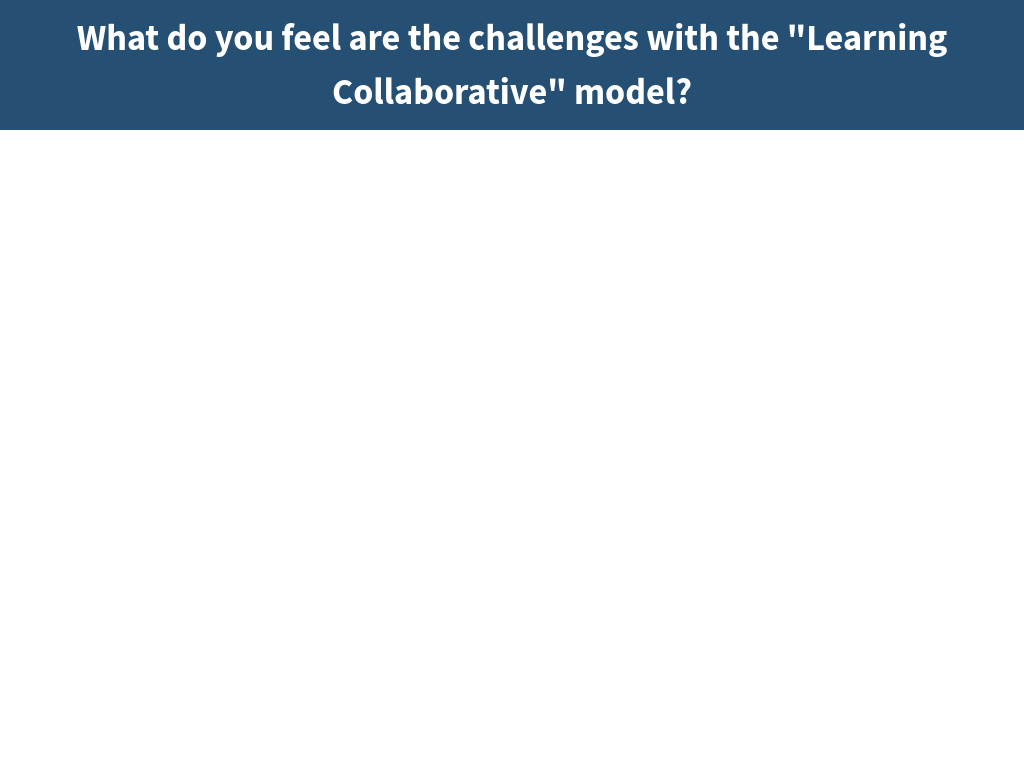 What do you feel are the challenges with the "Learning
Collaborative" model?